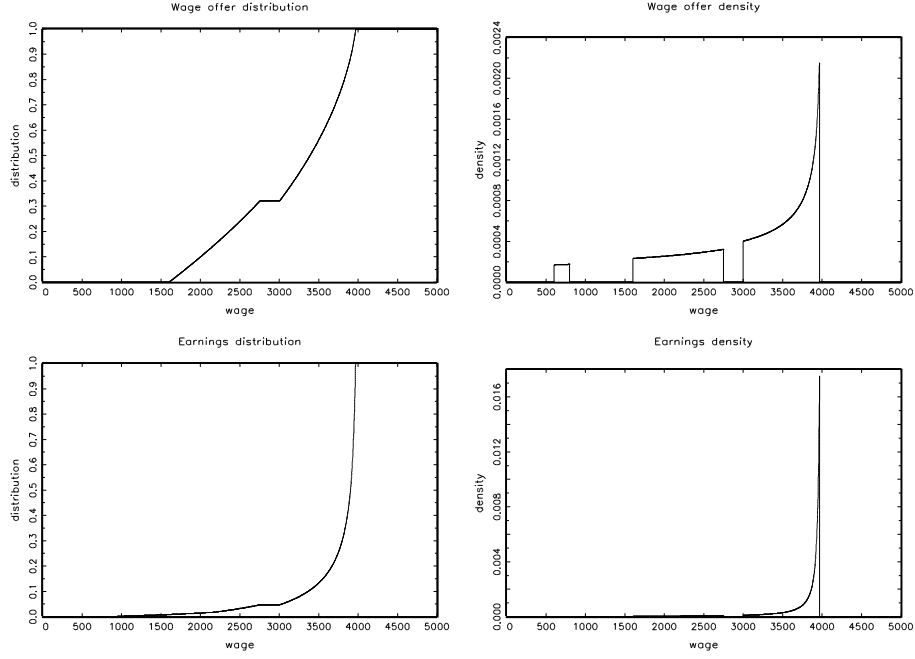 Wage offer distribution
distribution
0.0 0.1 0.2 0.3 0.4 0.5 0.6 0.7 0.8 0.9 1.0
0 500 1000 1500 2000 2500 3000 3500 4000 4500 5000
wage
Wage offer density
density
0.0000 0.0004 0.0008 0.0012 0.0016 0.0020 0.0024
0 500 1000 1500 2000 2500 3000 3500 4000 4500 5000
wage
Earnings distribution
distribution
0.0 0.1 0.2 0.3 0.4 0.5 0.6 0.7 0.8 0.9 1.0
0 500 1000 1500 2000 2500 3000 3500 4000 4500 5000
wage
Earnings density
density
0.000 0.004 0.008 0.012 0.016
0 500 1000 1500 2000 2500 3000 3500 4000 4500 5000
wage